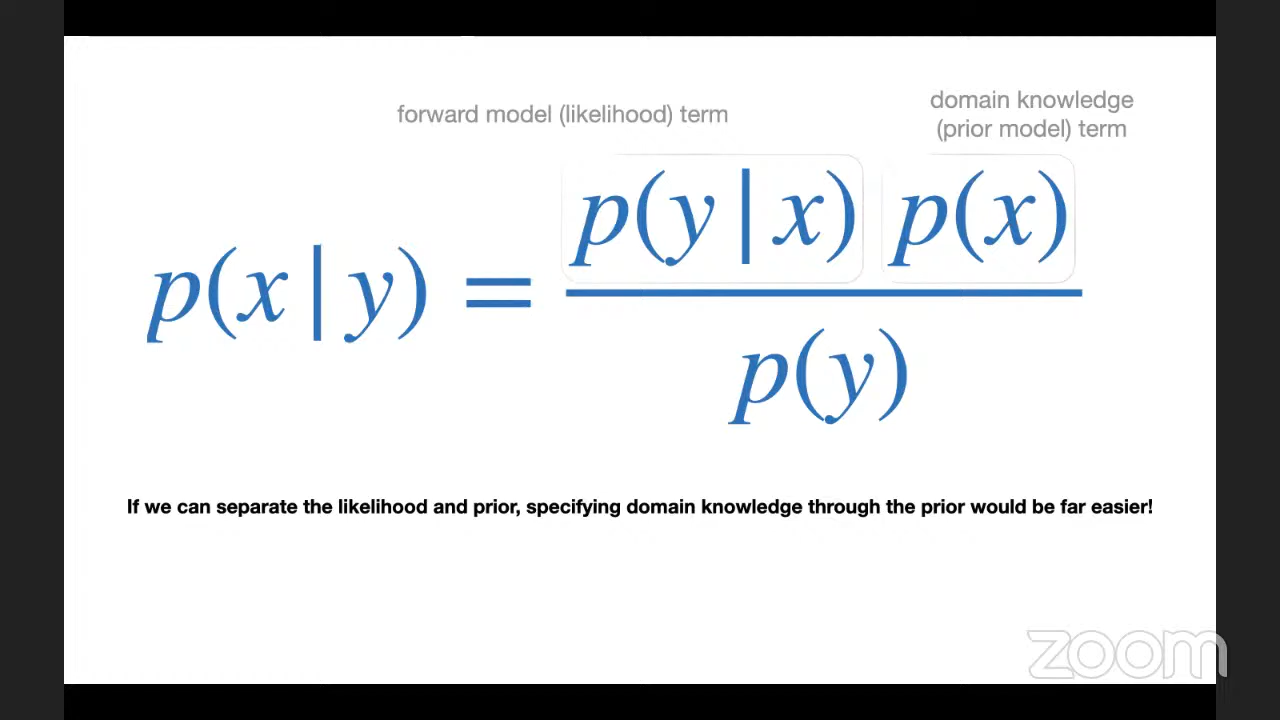 forward model (likelihood) term
domain knowledge
(prior model) term
p(x | y) = p(y | x) p(x)
p(y)
If we can separate the likelihood and prior, specifying domain knowledge through the prior would be far easier!
zoom